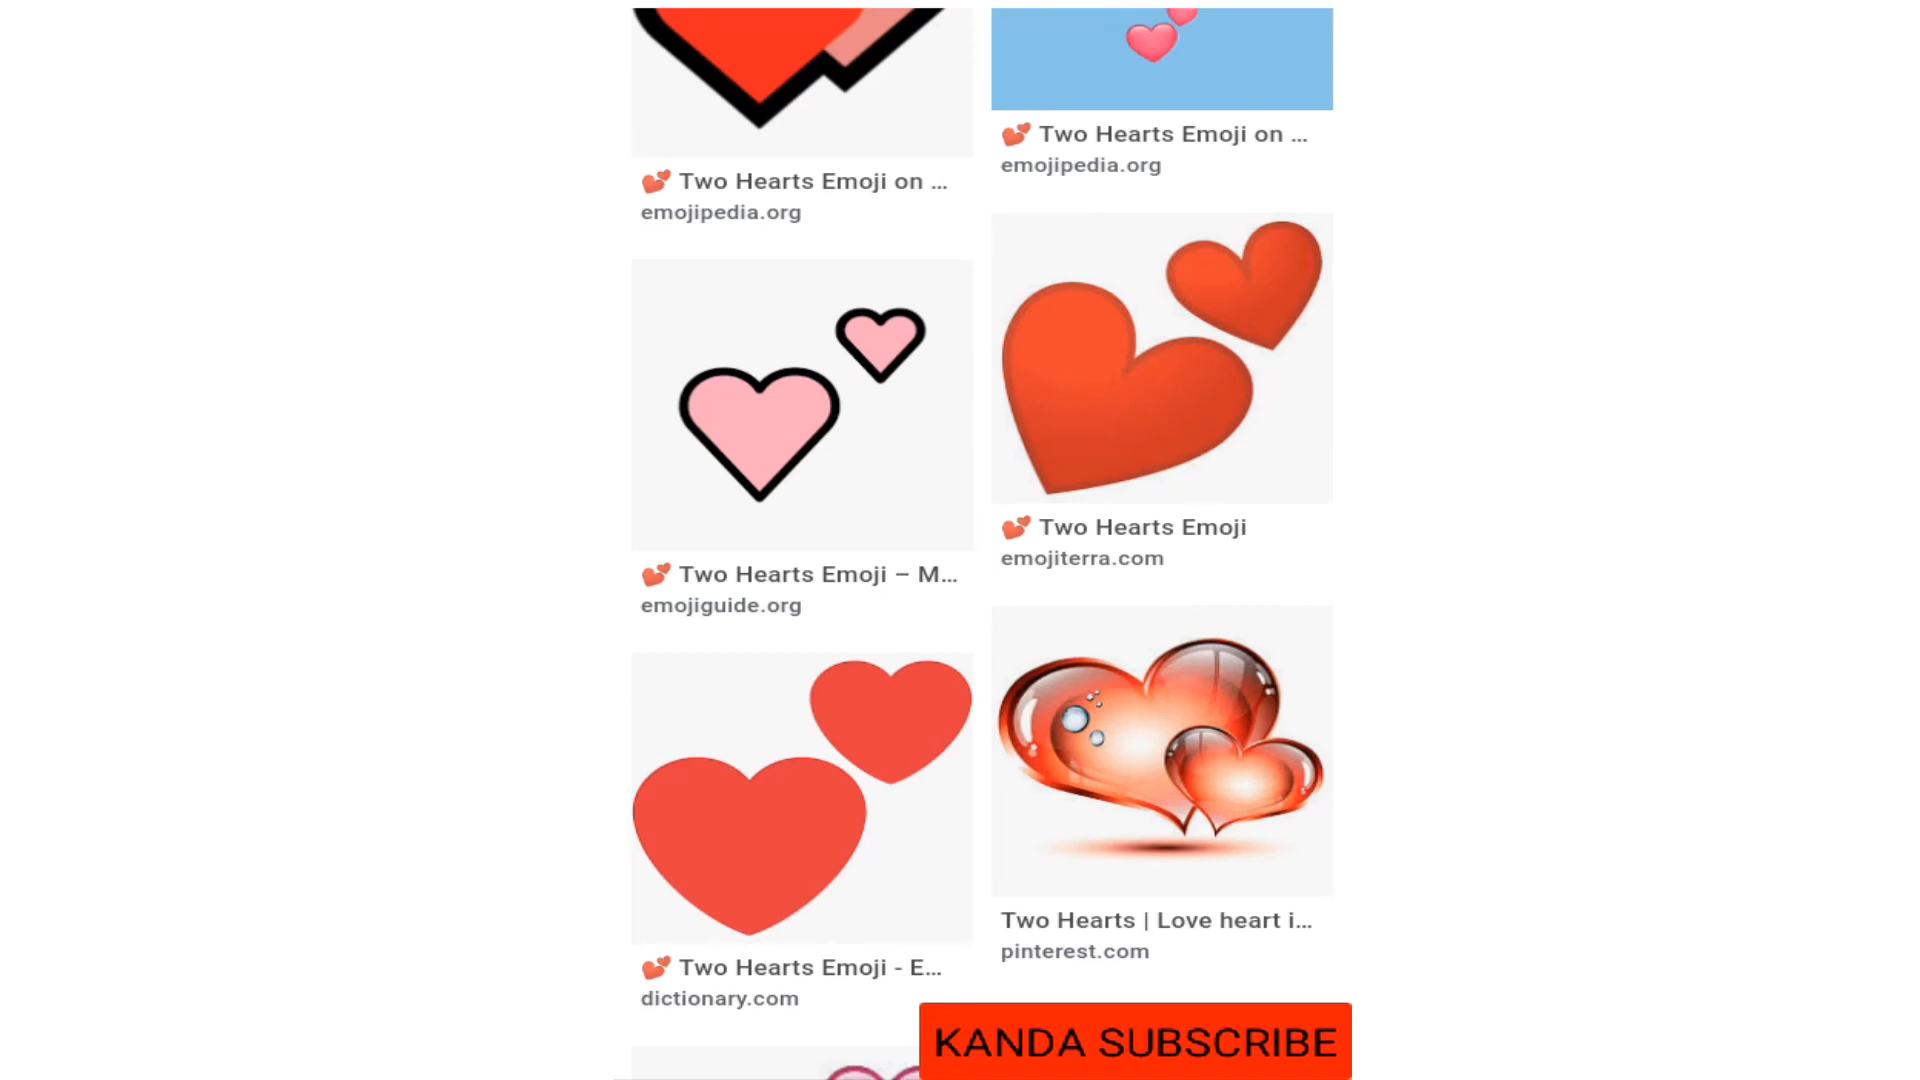 💕 Two Hearts Emoji on ...
emojipedia.org
💕 Two Hearts Emoji – M...
emojiguide.org
💕 Two Hearts Emoji - E...
dictionary.com
💕 Two Hearts Emoji on ...
emojipedia.org
💕 Two Hearts Emoji
emojiterra.com
Two Hearts | Love heart i...
pinterest.com
KANDA SUBSCRIBE